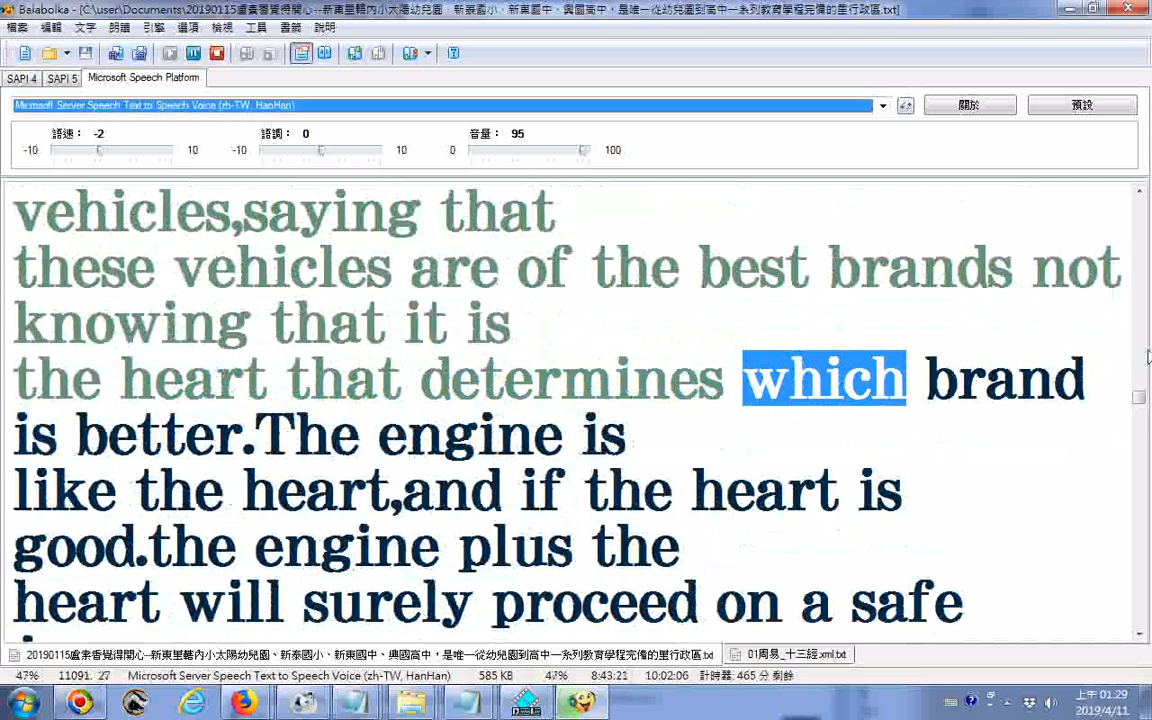 Balabolka - [C:\user\Documents\20190115盧素香覺得開心--新東里轄內小太陽幼兒園、新泰國小、新東國中、興國高中，是唯一從幼兒園到高中一系列教育學程完備的里行政區.txt]
檔案 編輯 文字 朗讀 引擎 選項 檢視 工具 書籤 說明
SAPI 4 SAPI 5 Microsoft Speech Platform
Microsoft Server Speech Text to Speech Voice (zh-TW, HanHan) 關於 預設
語速： -2 語調： 0 音量： 95
-10 10 -10 10 0 100
vehicles,saying that
these vehicles are of the best brands not
knowing that it is
the heart that determines which brand
is better.The engine is
like the heart,and if the heart is
good.the engine plus the
heart will surely proceed on a safe
20190115盧素香覺得開心--新東里轄內小太陽幼兒園、新泰國小、新東國中、興國高中，是唯一從幼兒園到高中一系列教育學程完備的里行政區.txt 01周易_十三經.xml.txt
47% 11091. 27 Microsoft Server Speech Text to Speech Voice (zh-TW, HanHan) 585 KB 47% 8:43:21 10:02:06 計時器: 465 分 剩餘
上午 01:29
2019/4/11